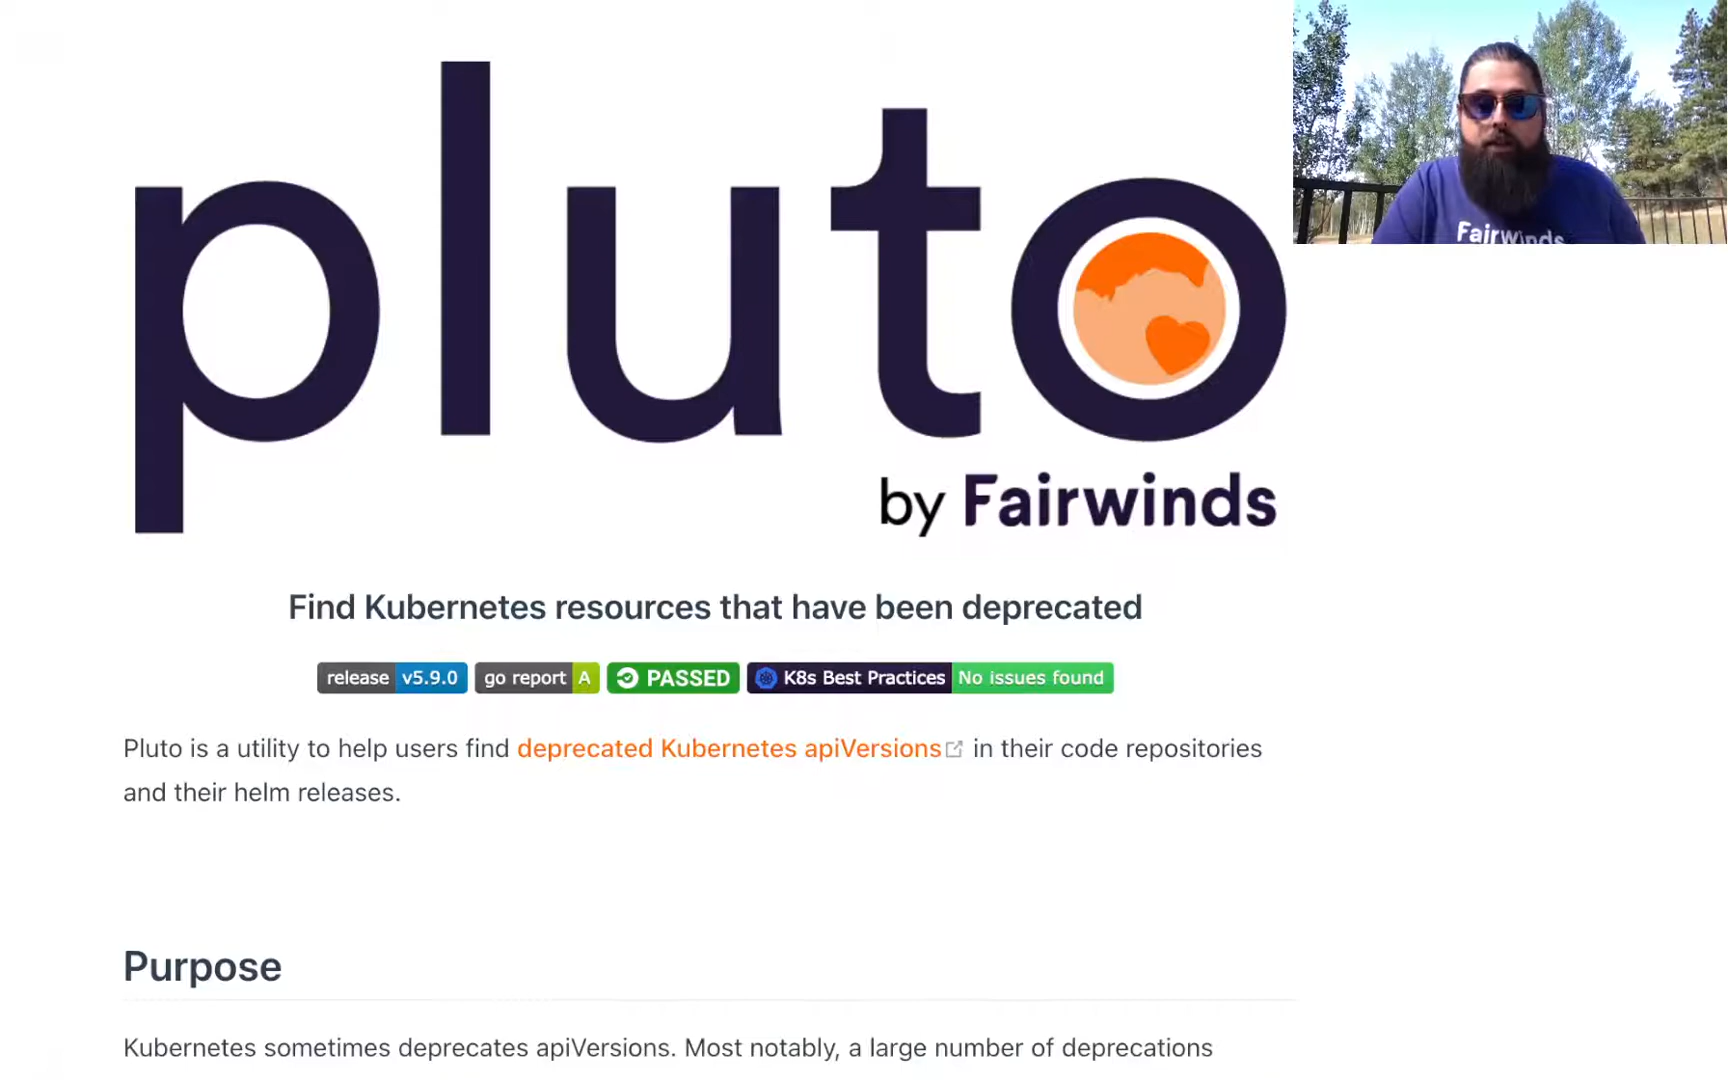 pluto
by Fairwinds
Fairwinds
Find Kubernetes resources that have been deprecated
release v5.9.0 go report A PASSED K8s Best Practices No issues found
Pluto is a utility to help users find deprecated Kubernetes apiVersions in their code repositories
and their helm releases.
Purpose
Kubernetes sometimes deprecates apiVersions. Most notably, a large number of deprecations